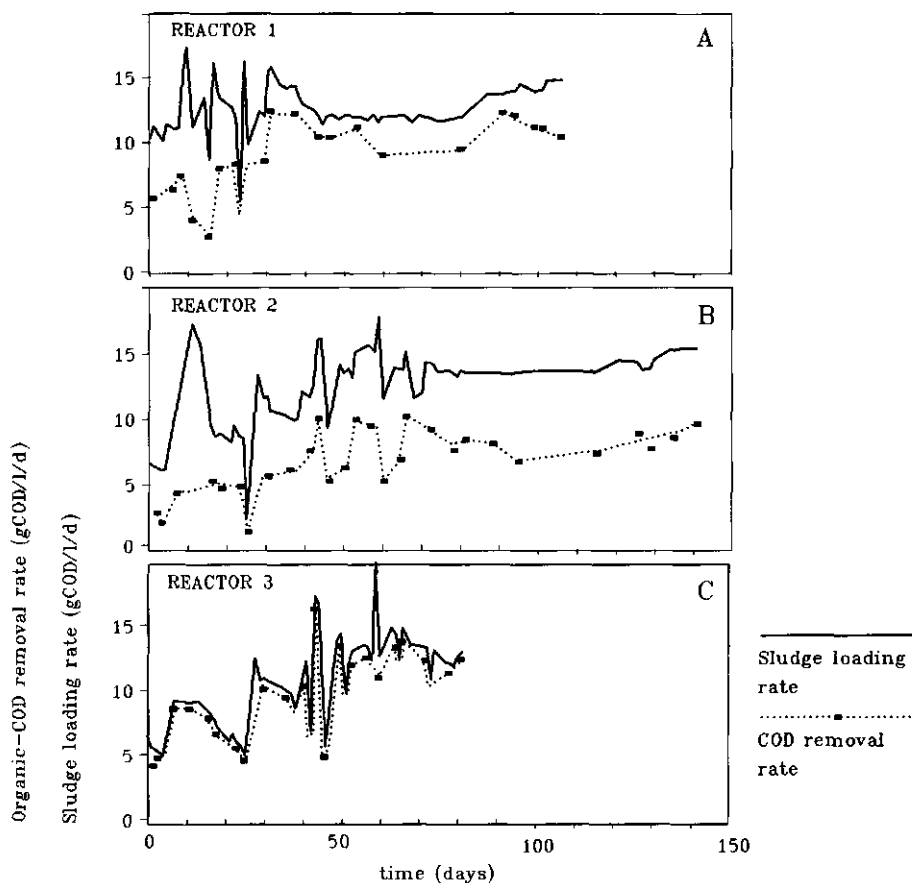 REACTOR 1
A
15
10
5
0
REACTOR 2
B
15
10
5
0
REACTOR 3
C
15
10
5
0
0
50
100
150
time (days)
Organic-COD removal rate (gCOD/l/d)
Sludge loading rate (gCOD/l/d)
Sludge loading
rate
COD removal
rate